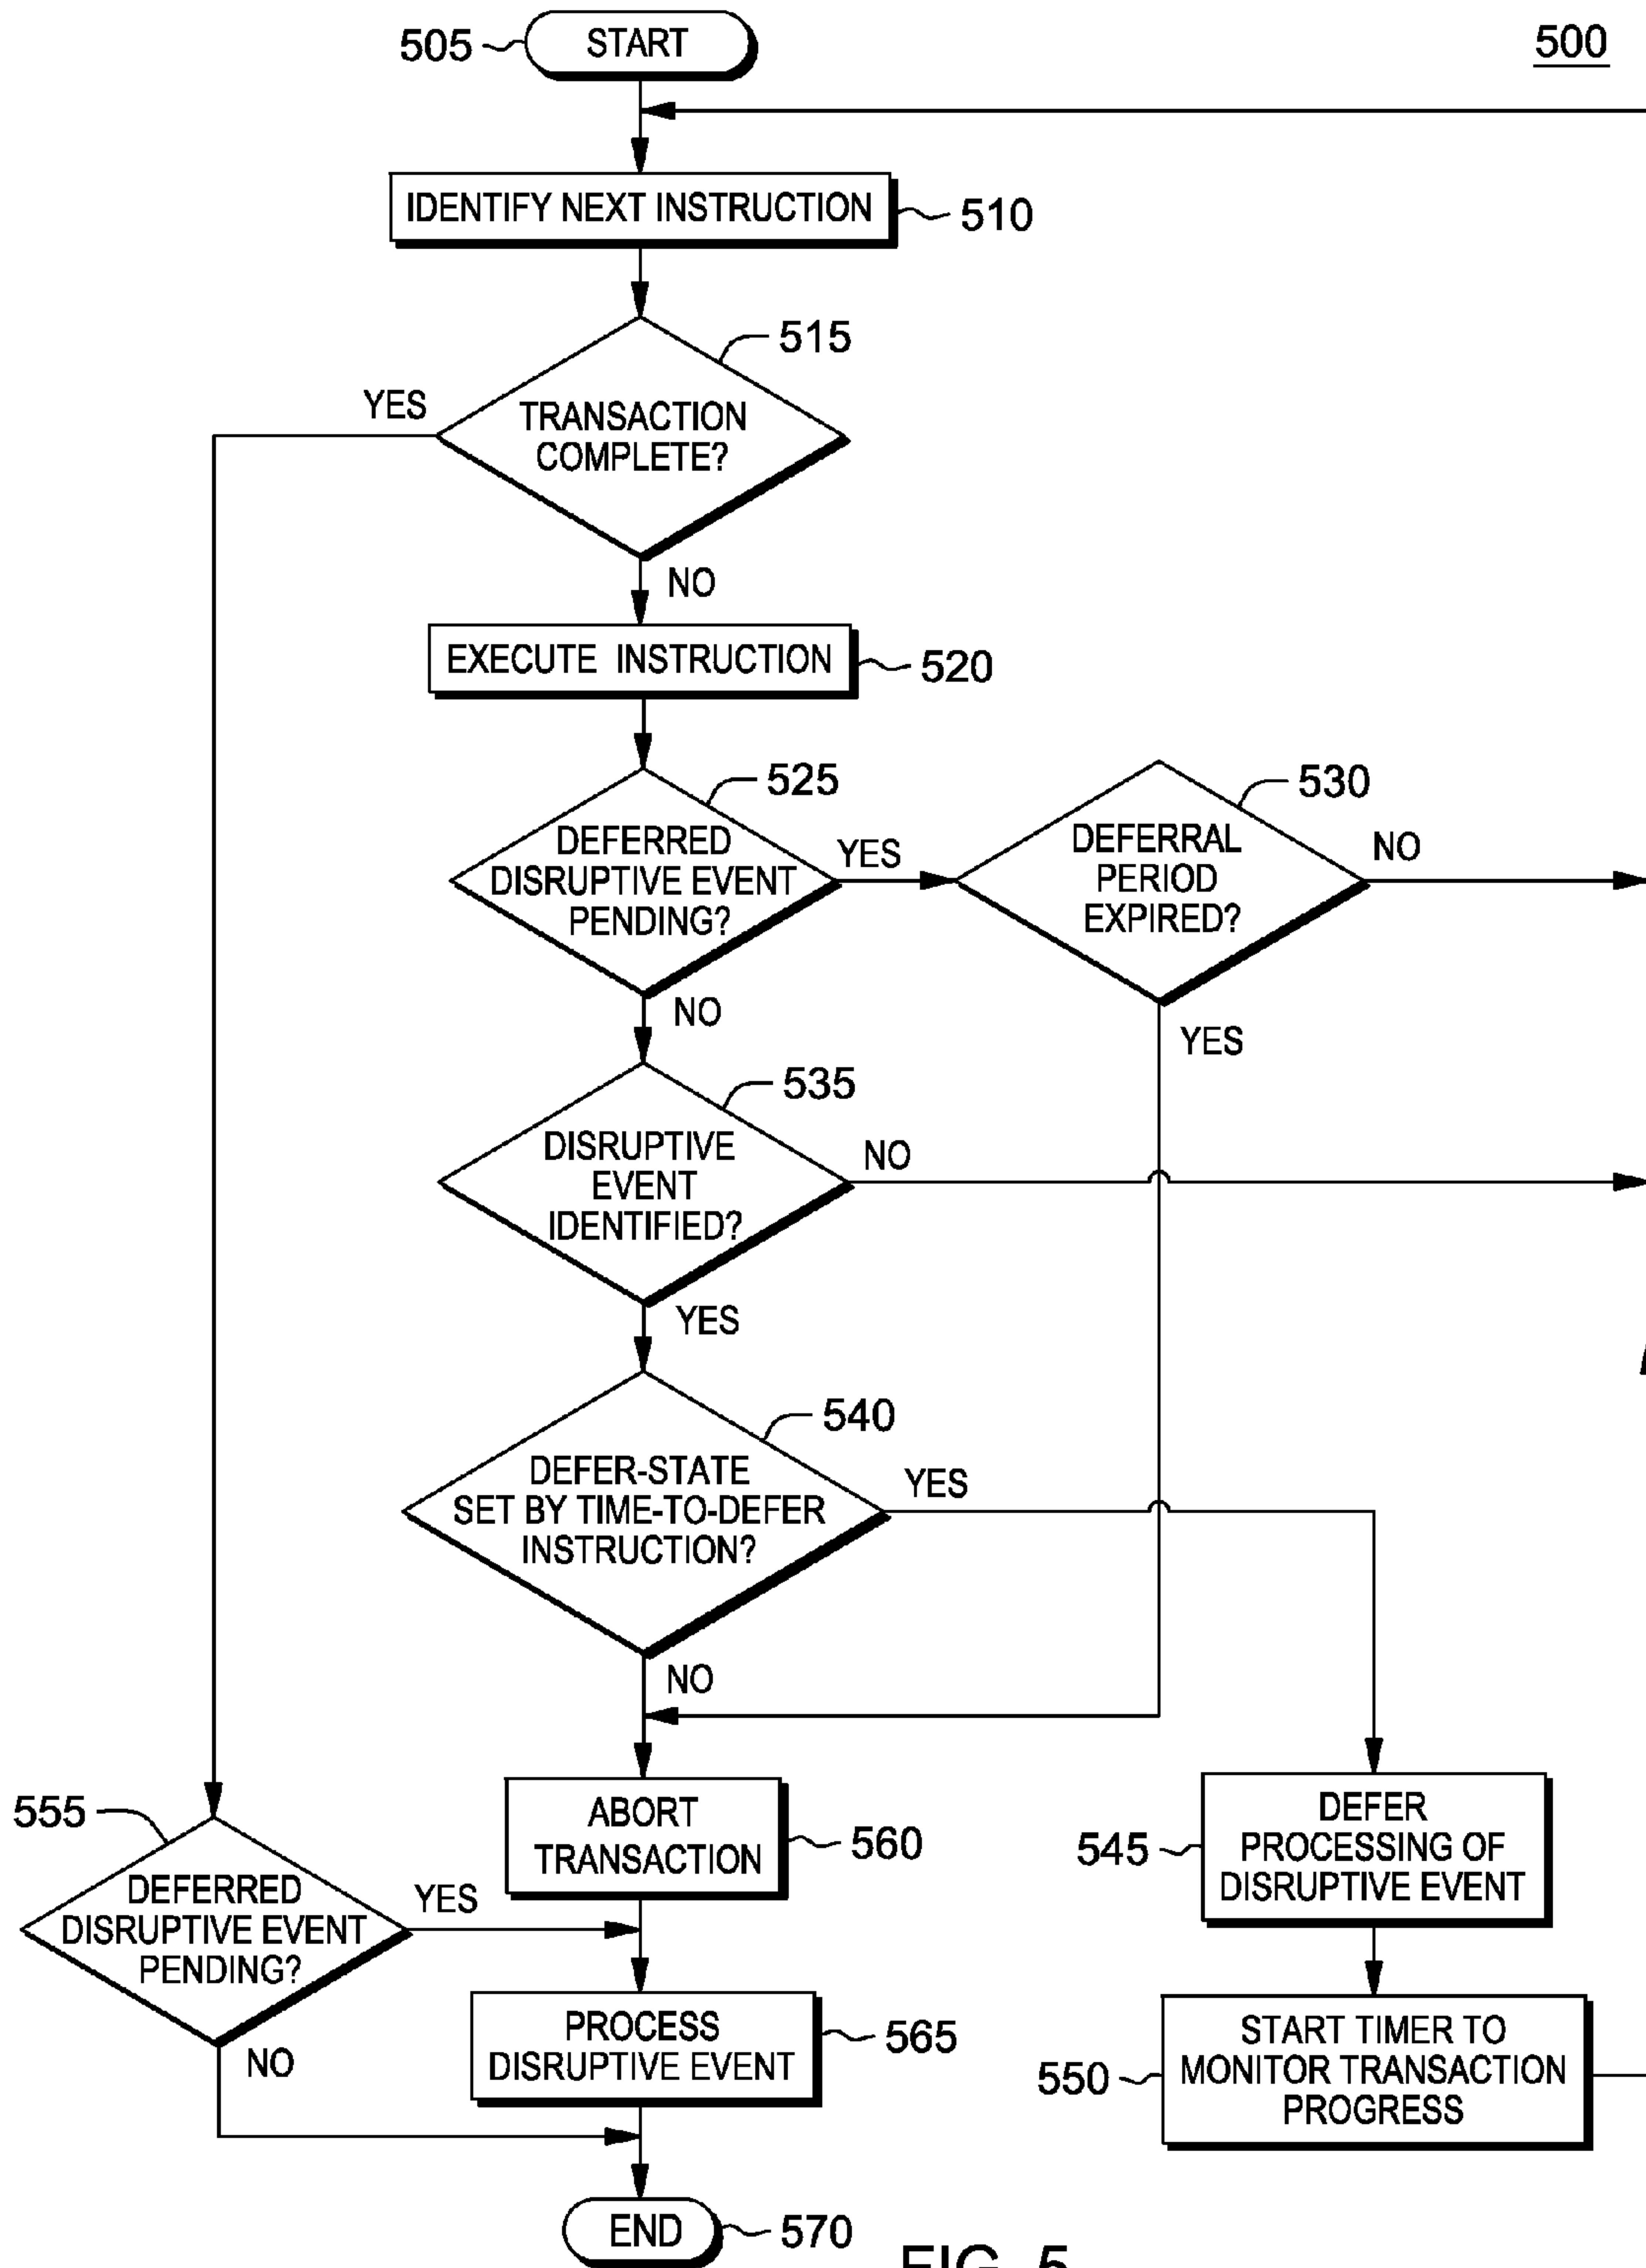 505
START
500
IDENTIFY NEXT INSTRUCTION
510
515
YES
TRANSACTION
COMPLETE?
NO
EXECUTE INSTRUCTION
520
525
DEFERRED
DISRUPTIVE EVENT
PENDING?
YES
530
DEFERRAL
PERIOD
EXPIRED?
NO
NO
YES
535
DISRUPTIVE
EVENT
IDENTIFIED?
NO
YES
540
DEFER-STATE
SET BY TIME-TO-DEFER
INSTRUCTION?
YES
NO
555
DEFERRED
DISRUPTIVE EVENT
PENDING?
YES
NO
ABORT
TRANSACTION
560
545
DEFER
PROCESSING OF
DISRUPTIVE EVENT
PROCESS
DISRUPTIVE EVENT
565
550
START TIMER TO
MONITOR TRANSACTION
PROGRESS
END
570
FIG. 5